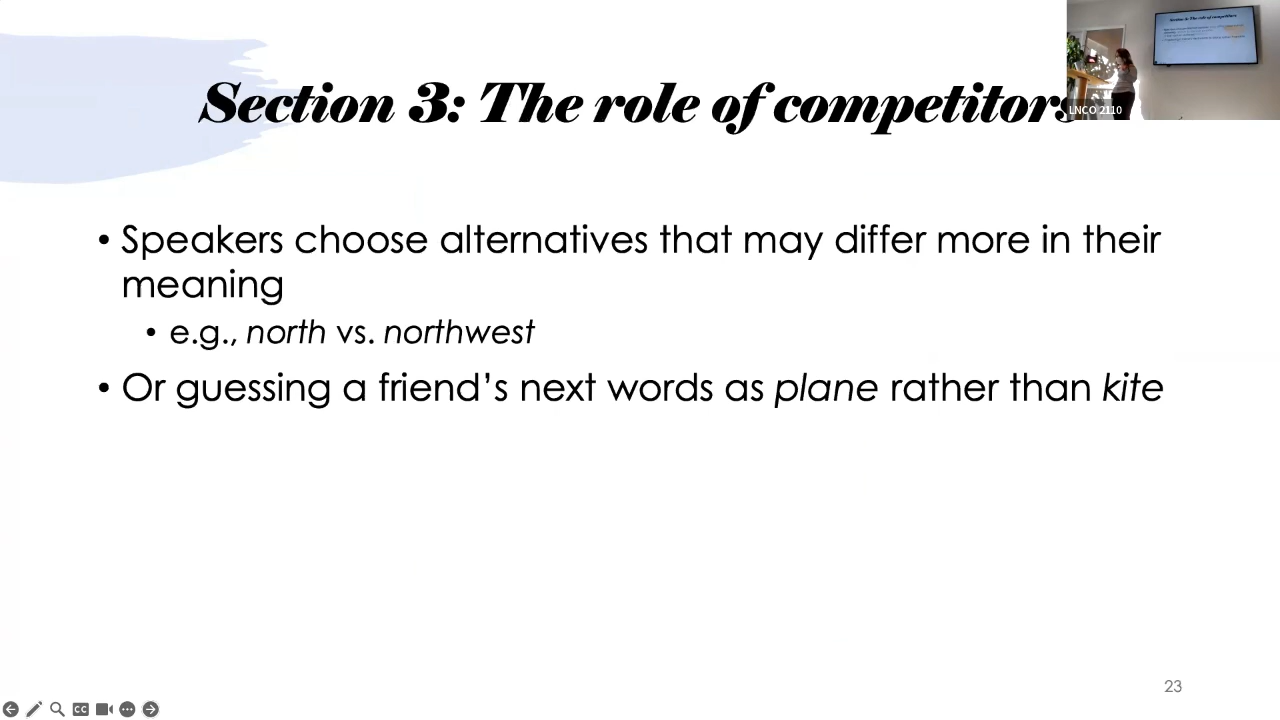 Section 3: The role of competitors
LNCO 2110
• Speakers choose alternatives that may differ more in their
meaning
• e.g., north vs. northwest
• Or guessing a friend’s next words as plane rather than kite
23
CC